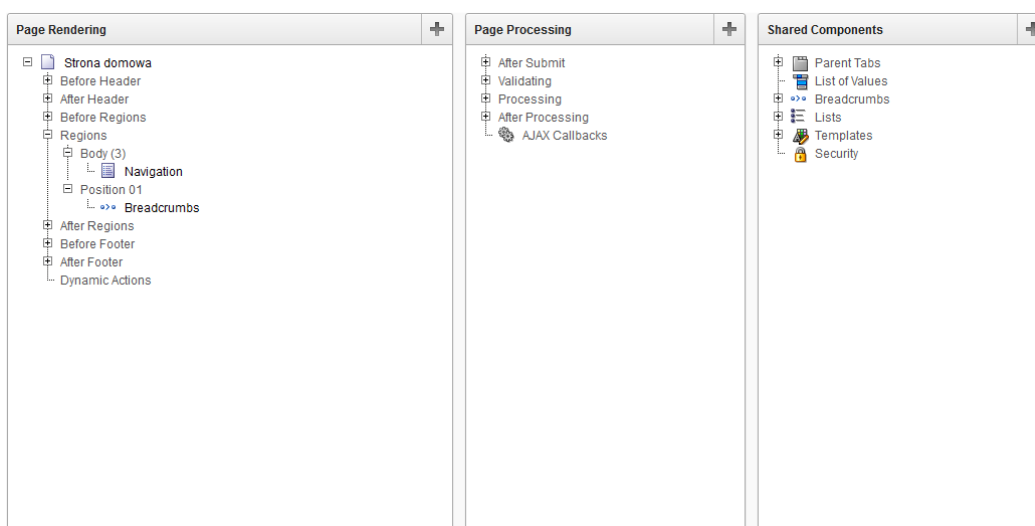 Page Rendering
Strona domowa
Before Header
After Header
Before Regions
Regions
Body (3)
Navigation
Position 01
Breadcrumbs
After Regions
Before Footer
After Footer
Dynamic Actions
Page Processing
After Submit
Validating
Processing
After Processing
AJAX Callbacks
Shared Components
Parent Tabs
List of Values
Breadcrumbs
Lists
Templates
Security